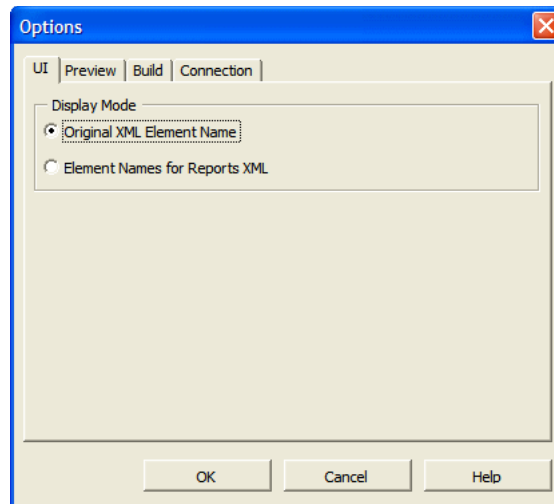 Options
UI Preview Build Connection
Display Mode
Original XML Element Name
Element Names for Reports XML
OK Cancel Help